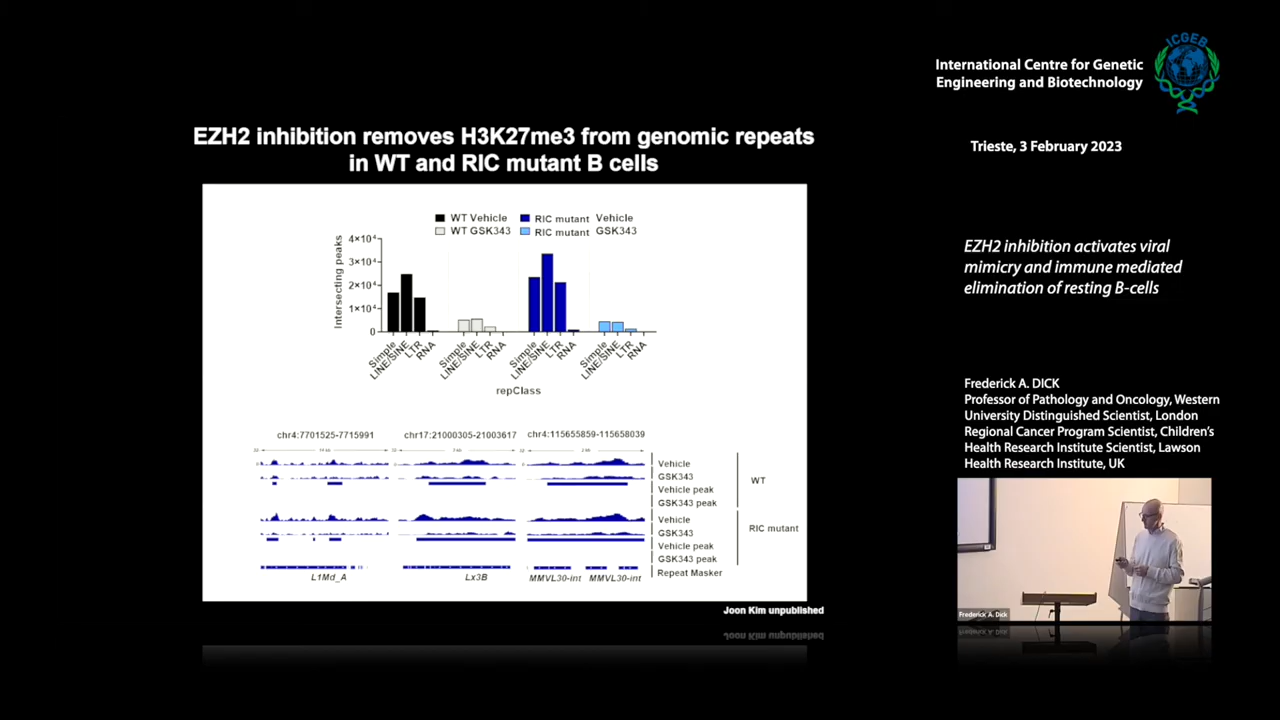 ICGEB
International Centre for Genetic
Engineering and Biotechnology
Trieste, 3 February 2023
EZH2 inhibition removes H3K27me3 from genomic repeats
in WT and RIC mutant B cells
WT Vehicle RIC mutant Vehicle
WT GSK343 RIC mutant GSK343
Intersecting peaks
4×10⁴
3×10⁴
2×10⁴
1×10⁴
0
Simple LINE/SINE LTR RNA Simple LINE/SINE LTR RNA Simple LINE/SINE LTR RNA Simple LINE/SINE LTR RNA
repClass
chr4:7701525-7715991 chr17:21000305-21003617 chr4:115655859-115658039
Vehicle
GSK343
Vehicle peak
GSK343 peak
WT
Vehicle
GSK343
Vehicle peak
GSK343 peak
RIC mutant
Repeat Masker
L1Md_A Lx3B MMVL30-int MMVL30-int
Joon Kim unpublished
EZH2 inhibition activates viral
mimicry and immune mediated
elimination of resting B-cells
Frederick A. DICK
Professor of Pathology and Oncology, Western
University Distinguished Scientist, London
Regional Cancer Program Scientist, Children's
Health Research Institute Scientist, Lawson
Health Research Institute, UK
Frederick A. Dick